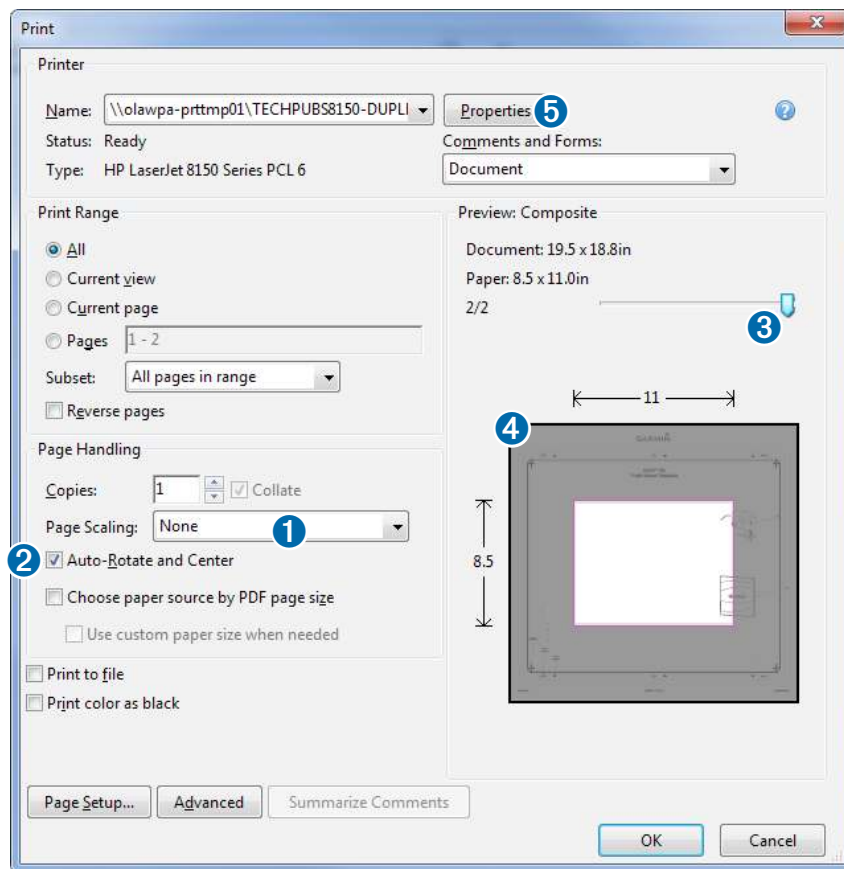 Print
Printer
Name: \\olawpa-prttmp01\TECHPUBS8150-DUPLI
Properties 5
Status: Ready
Comments and Forms:
Type: HP LaserJet 8150 Series PCL 6
Document
Print Range
All
Current view
Current page
Pages 1 - 2
Subset: All pages in range
Reverse pages
Preview: Composite
Document: 19.5 x 18.8in
Paper: 8.5 x 11.0in
2/2
3
11
4
GARMIN
8.5
Page Handling
Copies: 1 Collate
Page Scaling: None 1
2 Auto-Rotate and Center
Choose paper source by PDF page size
Use custom paper size when needed
Print to file
Print color as black
Page Setup... Advanced Summarize Comments
OK Cancel